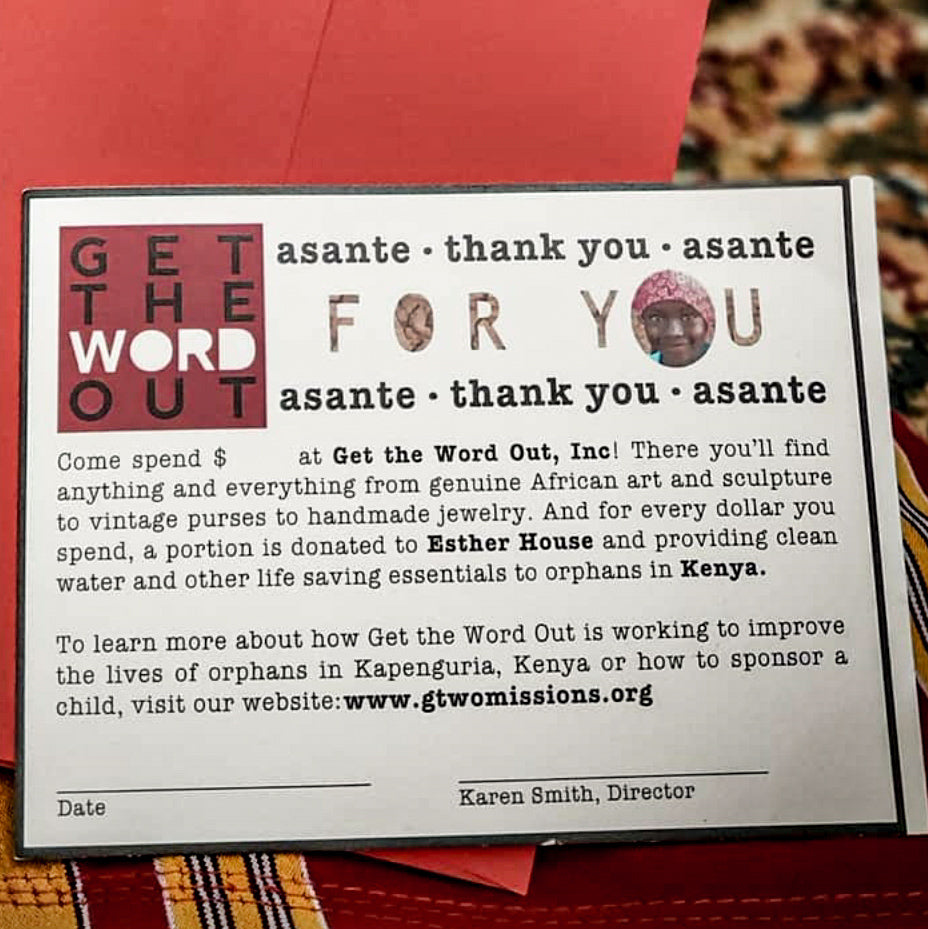 GET
THE
WORD
OUT
asante • thank you • asante
FOR YOU
asante • thank you • asante
Come spend $ at Get the Word Out, Inc! There you'll find
anything and everything from genuine African art and sculpture
to vintage purses to handmade jewelry. And for every dollar you
spend, a portion is donated to Esther House and providing clean
water and other life saving essentials to orphans in Kenya.
To learn more about how Get the Word Out is working to improve
the lives of orphans in Kapenguria, Kenya or how to sponsor a
child, visit our website:www.gtwomissions.org
Date
Karen Smith, Director